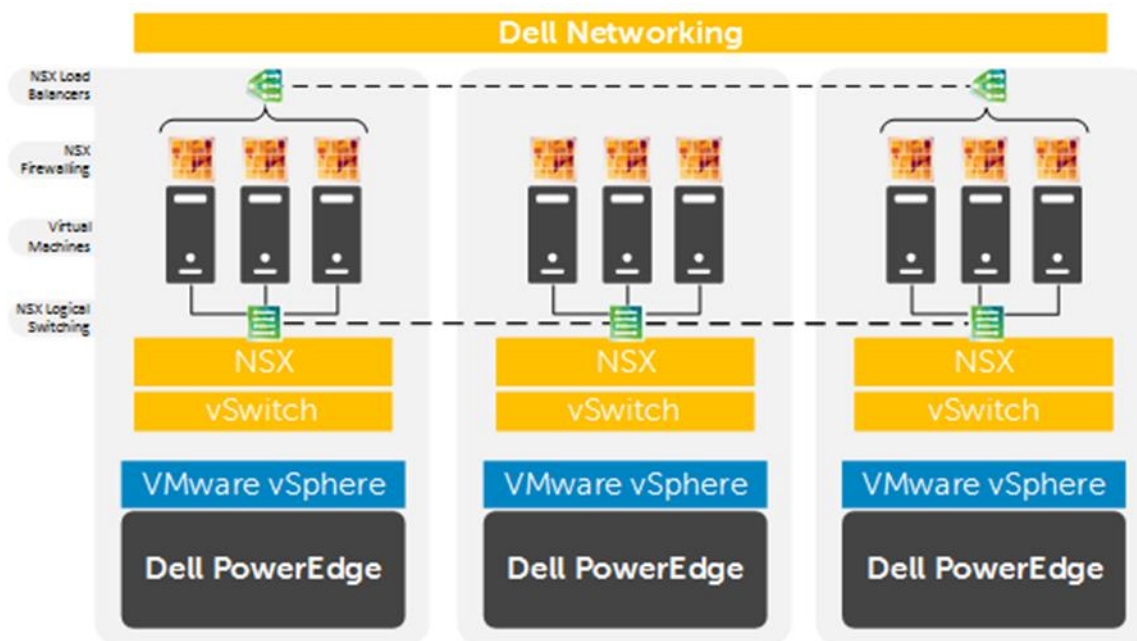 Dell Networking
NSX Load
Balancers
NSX
Firewalling
Virtual
Machines
NSX Logical
Switching
NSX
NSX
NSX
vSwitch
vSwitch
vSwitch
VMware vSphere
VMware vSphere
VMware vSphere
Dell PowerEdge
Dell PowerEdge
Dell PowerEdge